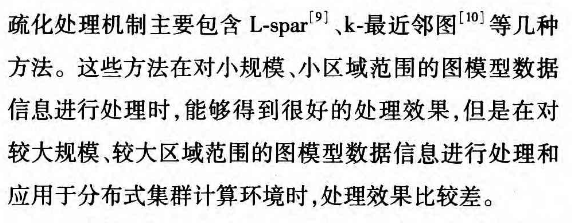 疏化处理机制主要包含 L-spar[9]、k-最近邻图[10]等几种
方法。这些方法在对小规模、小区域范围的图模型数据
信息进行处理时,能够得到很好的处理效果,但是在对
较大规模、较大区域范围的图模型数据信息进行处理和
应用于分布式集群计算环境时,处理效果比较差。